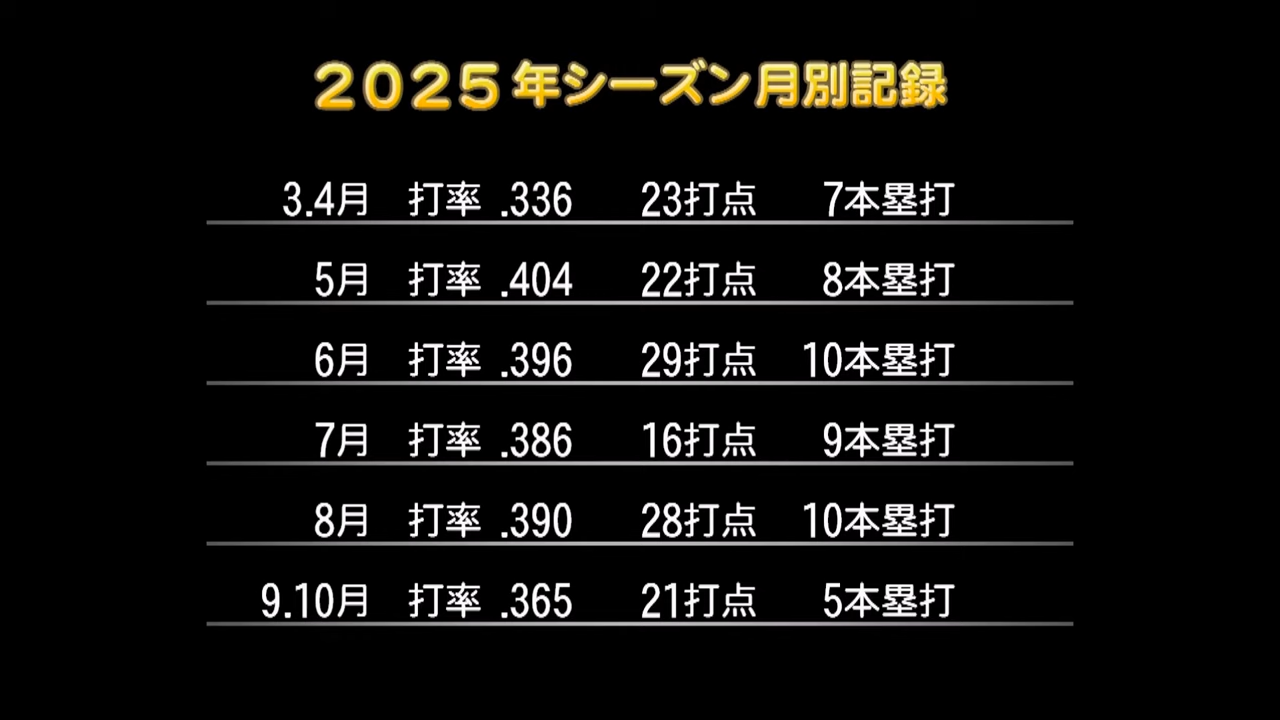 2025年シーズン月別記録
3.4月 打率 .336 23打点 7本塁打
5月 打率 .404 22打点 8本塁打
6月 打率 .396 29打点 10本塁打
7月 打率 .386 16打点 9本塁打
8月 打率 .390 28打点 10本塁打
9.10月 打率 .365 21打点 5本塁打